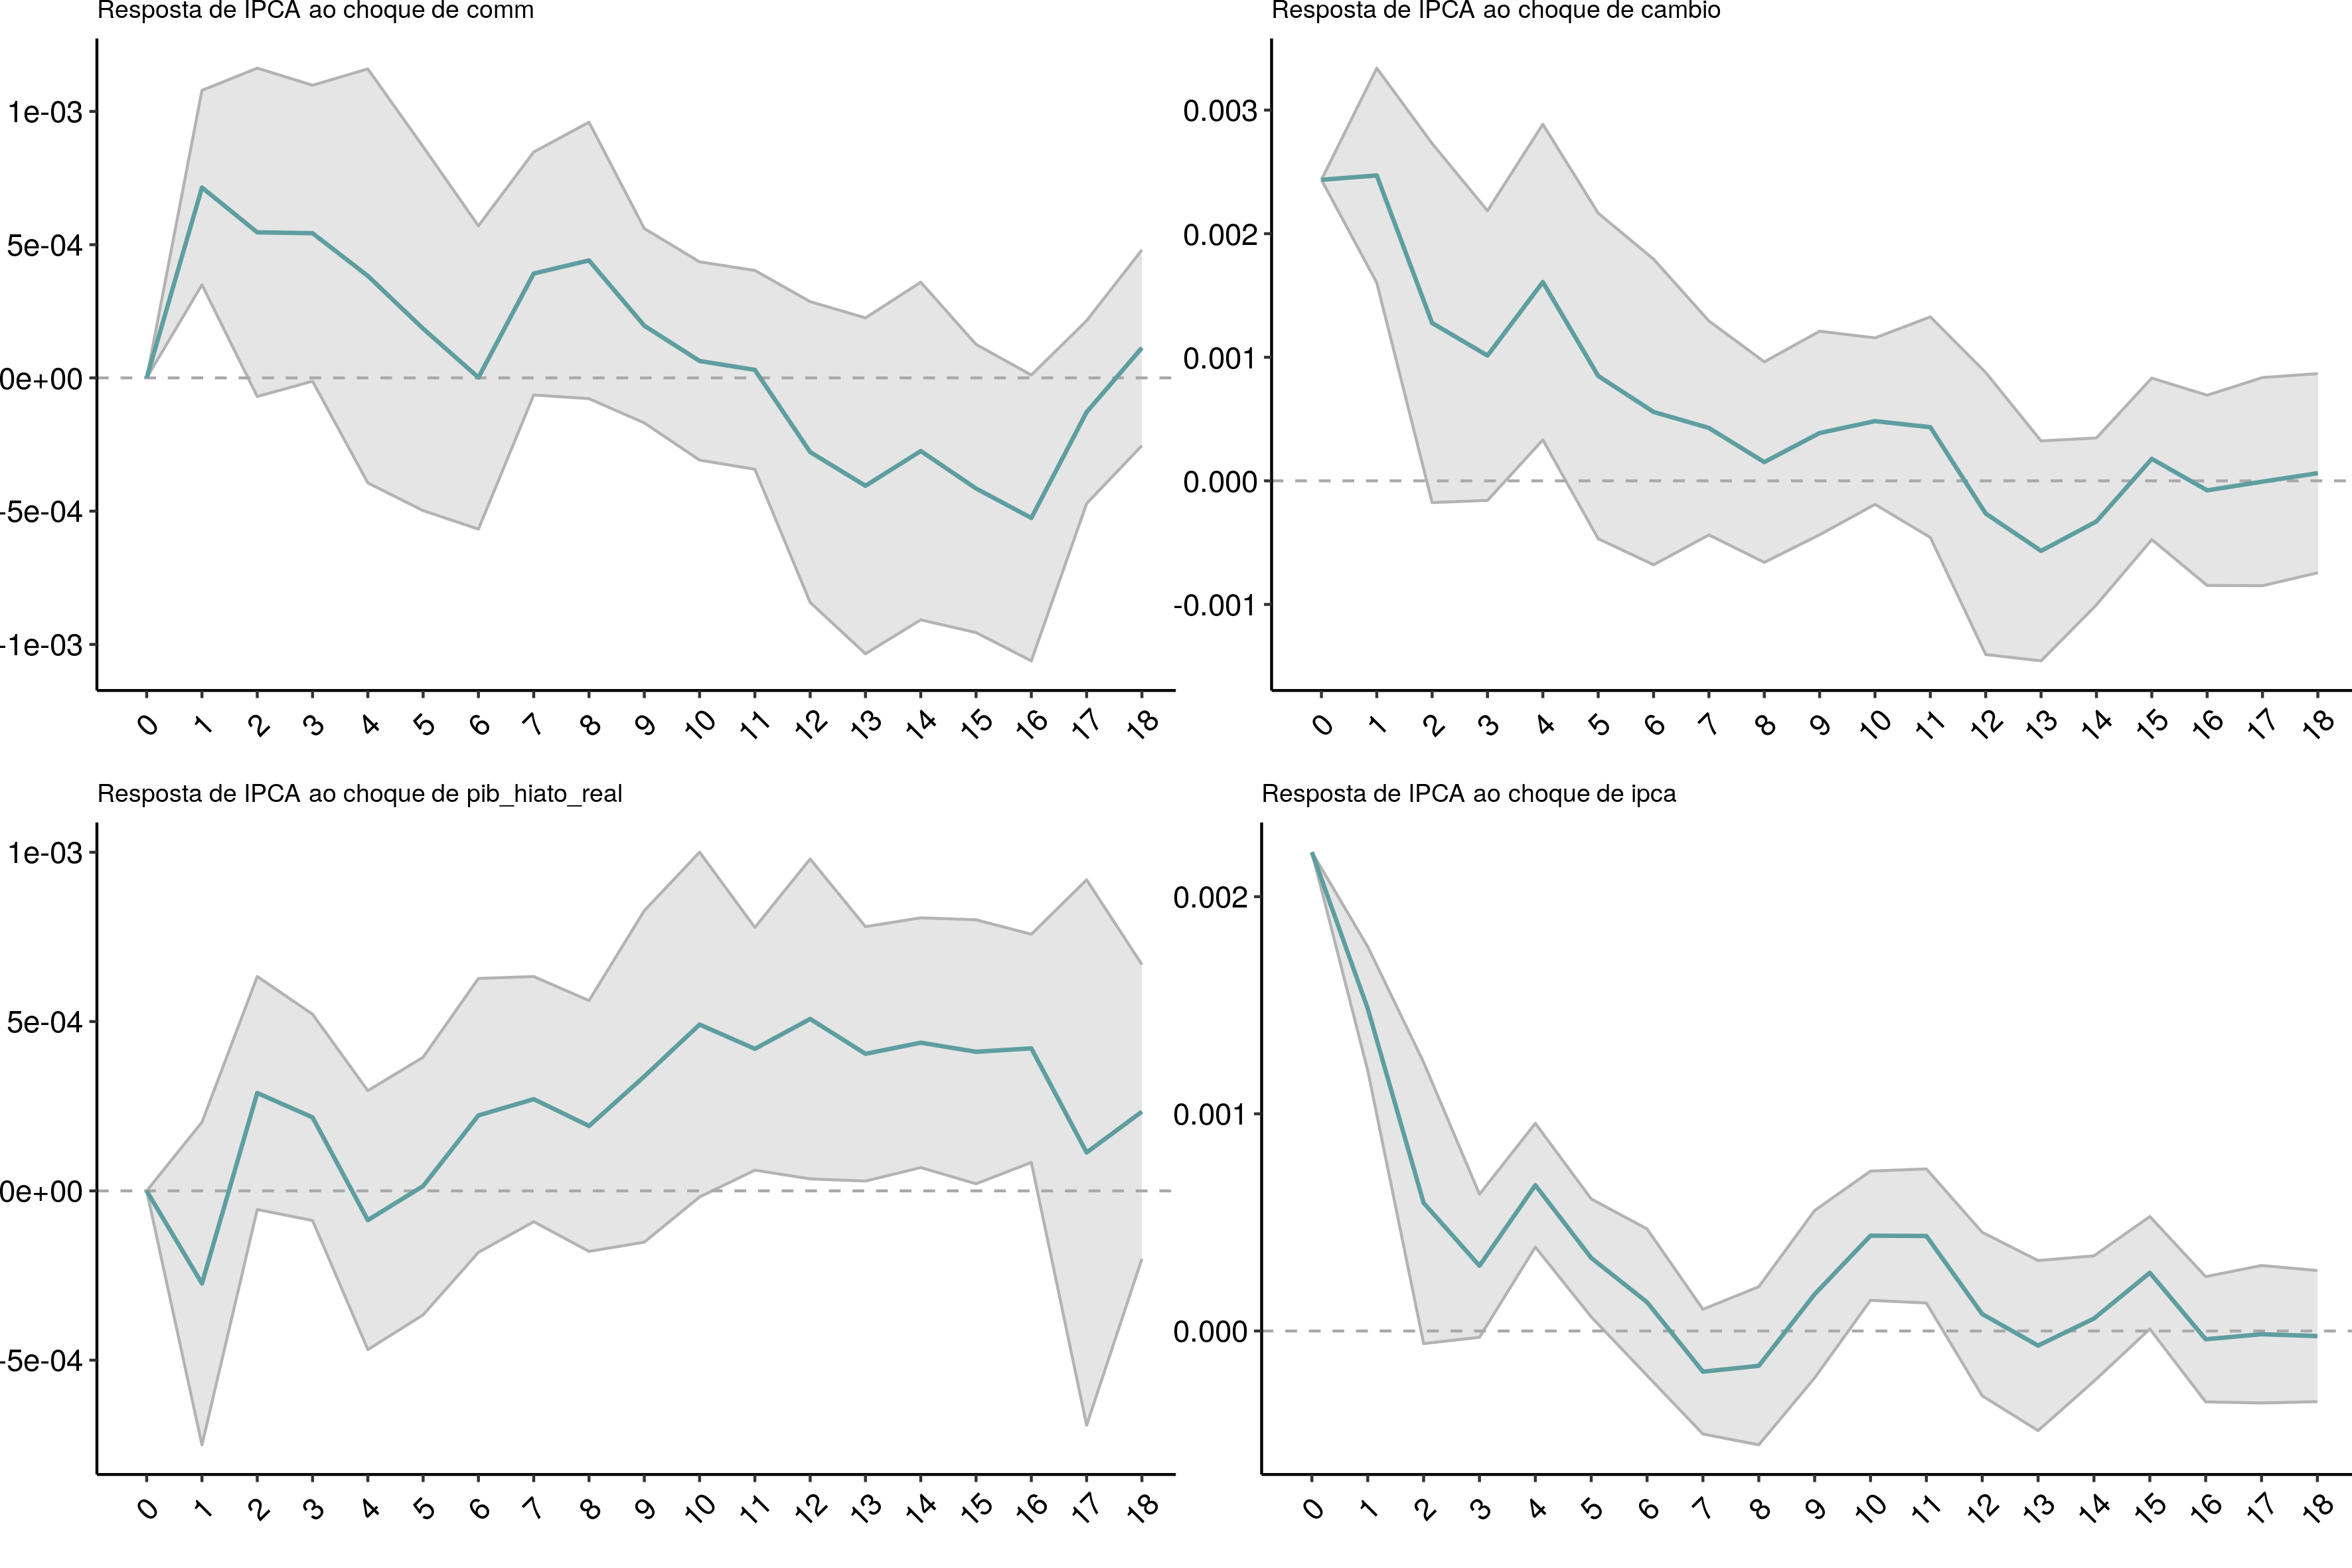 Resposta de IPCA ao choque de comm
1e-03
5e-04
0e+00
-5e-04
-1e-03
0 1 2 3 4 5 6 7 8 9 10 11 12 13 14 15 16 17 18
Resposta de IPCA ao choque de cambio
0.003
0.002
0.001
0.000
-0.001
0 1 2 3 4 5 6 7 8 9 10 11 12 13 14 15 16 17 18
Resposta de IPCA ao choque de pib_hiato_real
1e-03
5e-04
0e+00
-5e-04
0 1 2 3 4 5 6 7 8 9 10 11 12 13 14 15 16 17 18
Resposta de IPCA ao choque de ipca
0.002
0.001
0.000
0 1 2 3 4 5 6 7 8 9 10 11 12 13 14 15 16 17 18